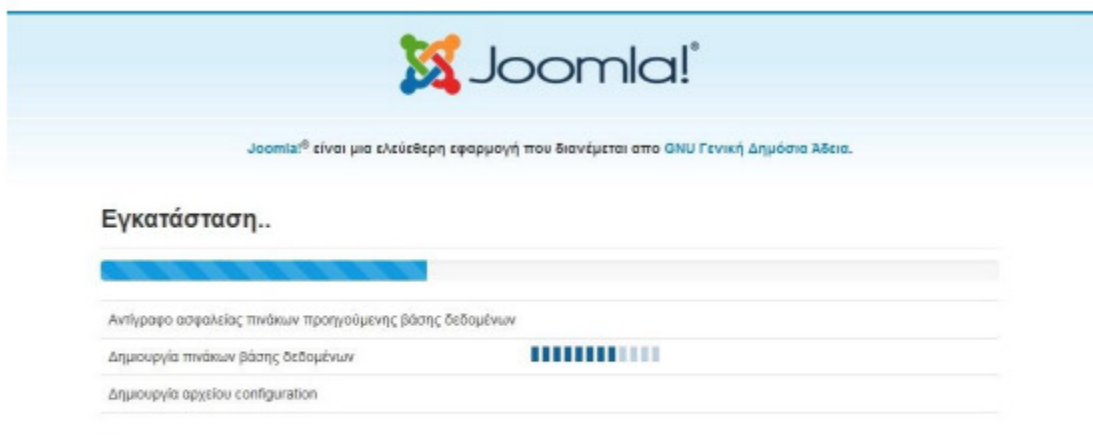 Joomla!®
Joomla!® είναι μια ελεύεθερη εφαρμογή που διανέμεται απο GNU Γενική Δημόσια Άδεια.
Εγκατάσταση..
Αντίγραφο ασφαλείας πινάκων προηγούμενης βάσης δεδομένων
Δημιουργία πινάκων βάσης δεδομένων
Δημιουργία αρχείου configuration